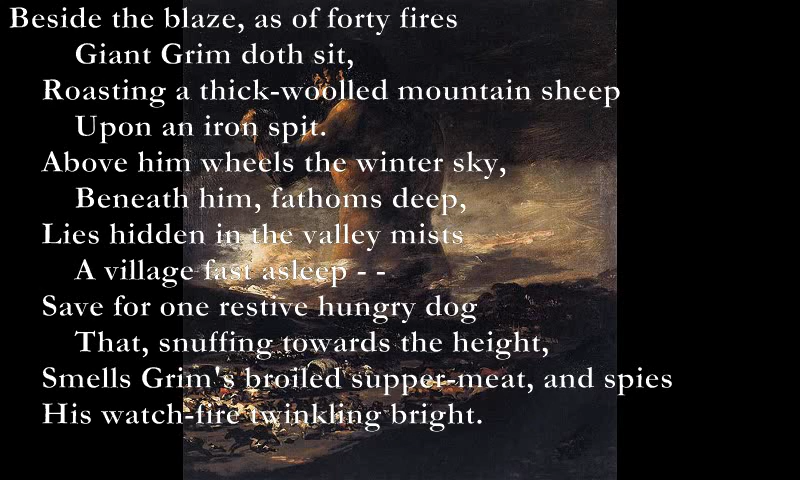 Beside the blaze, as of forty fires
Giant Grim doth sit,
Roasting a thick-woolled mountain sheep
Upon an iron spit.
Above him wheels the winter sky,
Beneath him, fathoms deep,
Lies hidden in the valley mists
A village fast asleep - -
Save for one restive hungry dog
That, snuffing towards the height,
Smells Grim's broiled supper-meat, and spies
His watch-fire twinkling bright.